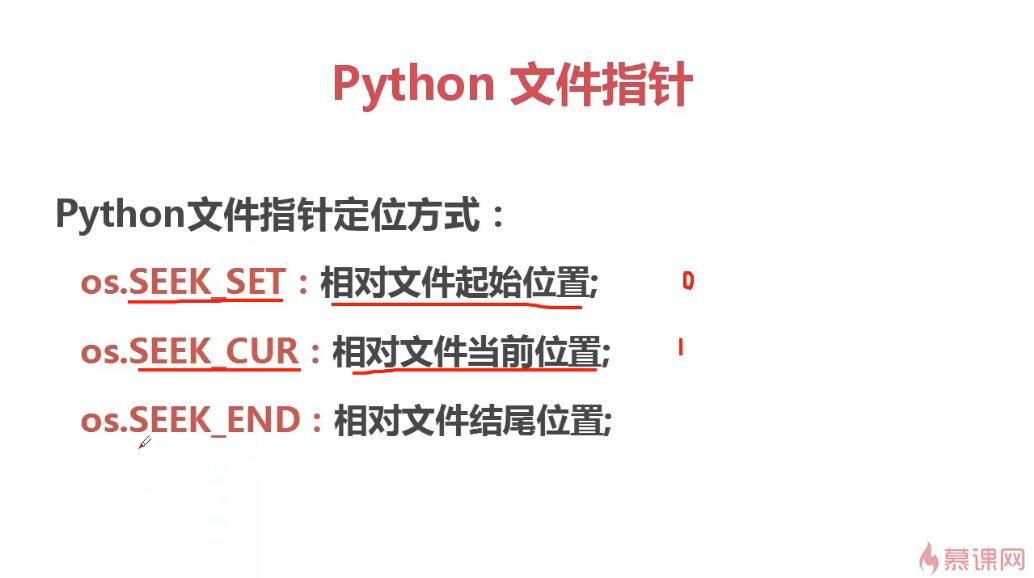 Python 文件指针
Python文件指针定位方式：
os.SEEK_SET：相对文件起始位置; 0
os.SEEK_CUR：相对文件当前位置; 1
os.SEEK_END：相对文件结尾位置;
慕课网